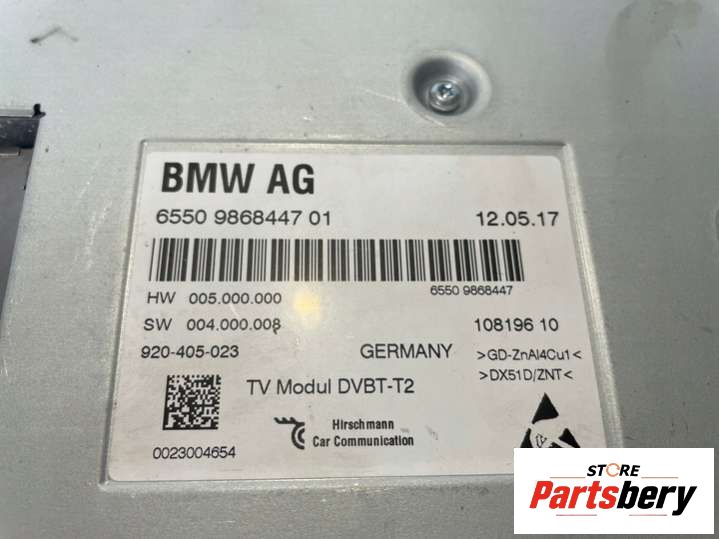 BMW AG
6550 9868447 01 12.05.17
6550 9868447
HW 005.000.000
SW 004.000.008 108196 10
920-405-023 GERMANY >GD-ZnAl4Cu1<
>DX51D/ZNT<
TV Modul DVBT-T2
Hirschmann
Car Communication
0023004654
STORE
Partsbery